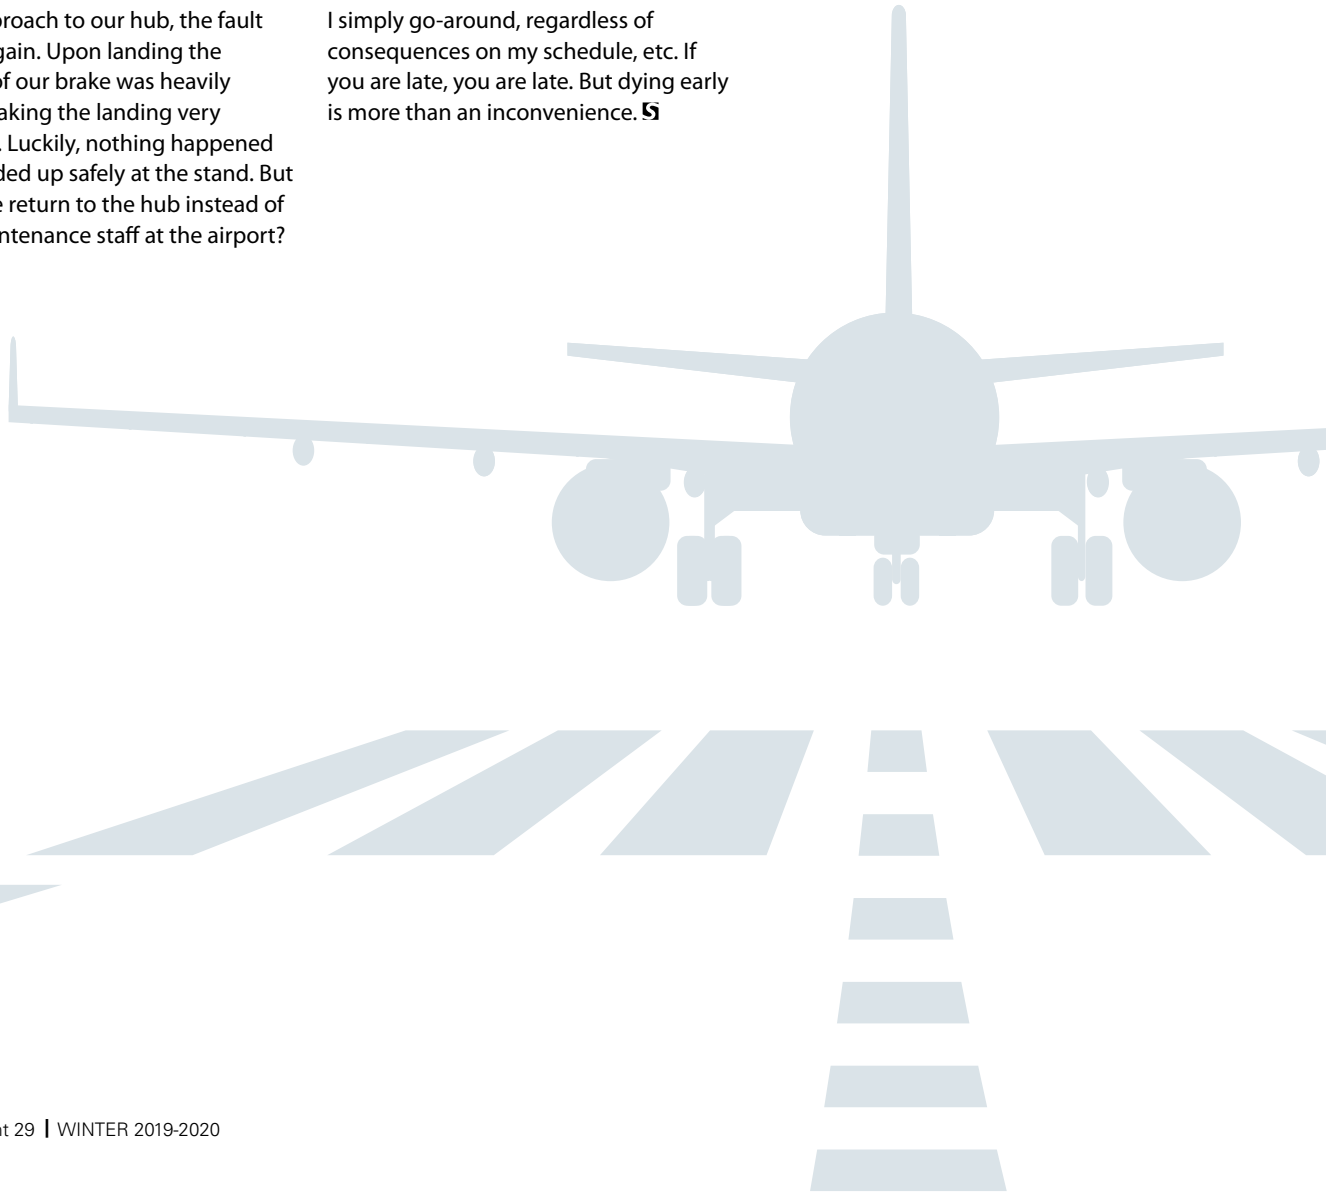 roach to our hub, the fault
gain. Upon landing the
of our brake was heavily
aking the landing very
. Luckily, nothing happened
ded up safely at the stand. But
e return to the hub instead of
ntenance staff at the airport?
I simply go-around, regardless of
consequences on my schedule, etc. If
you are late, you are late. But dying early
is more than an inconvenience.
ht 29 | WINTER 2019-2020